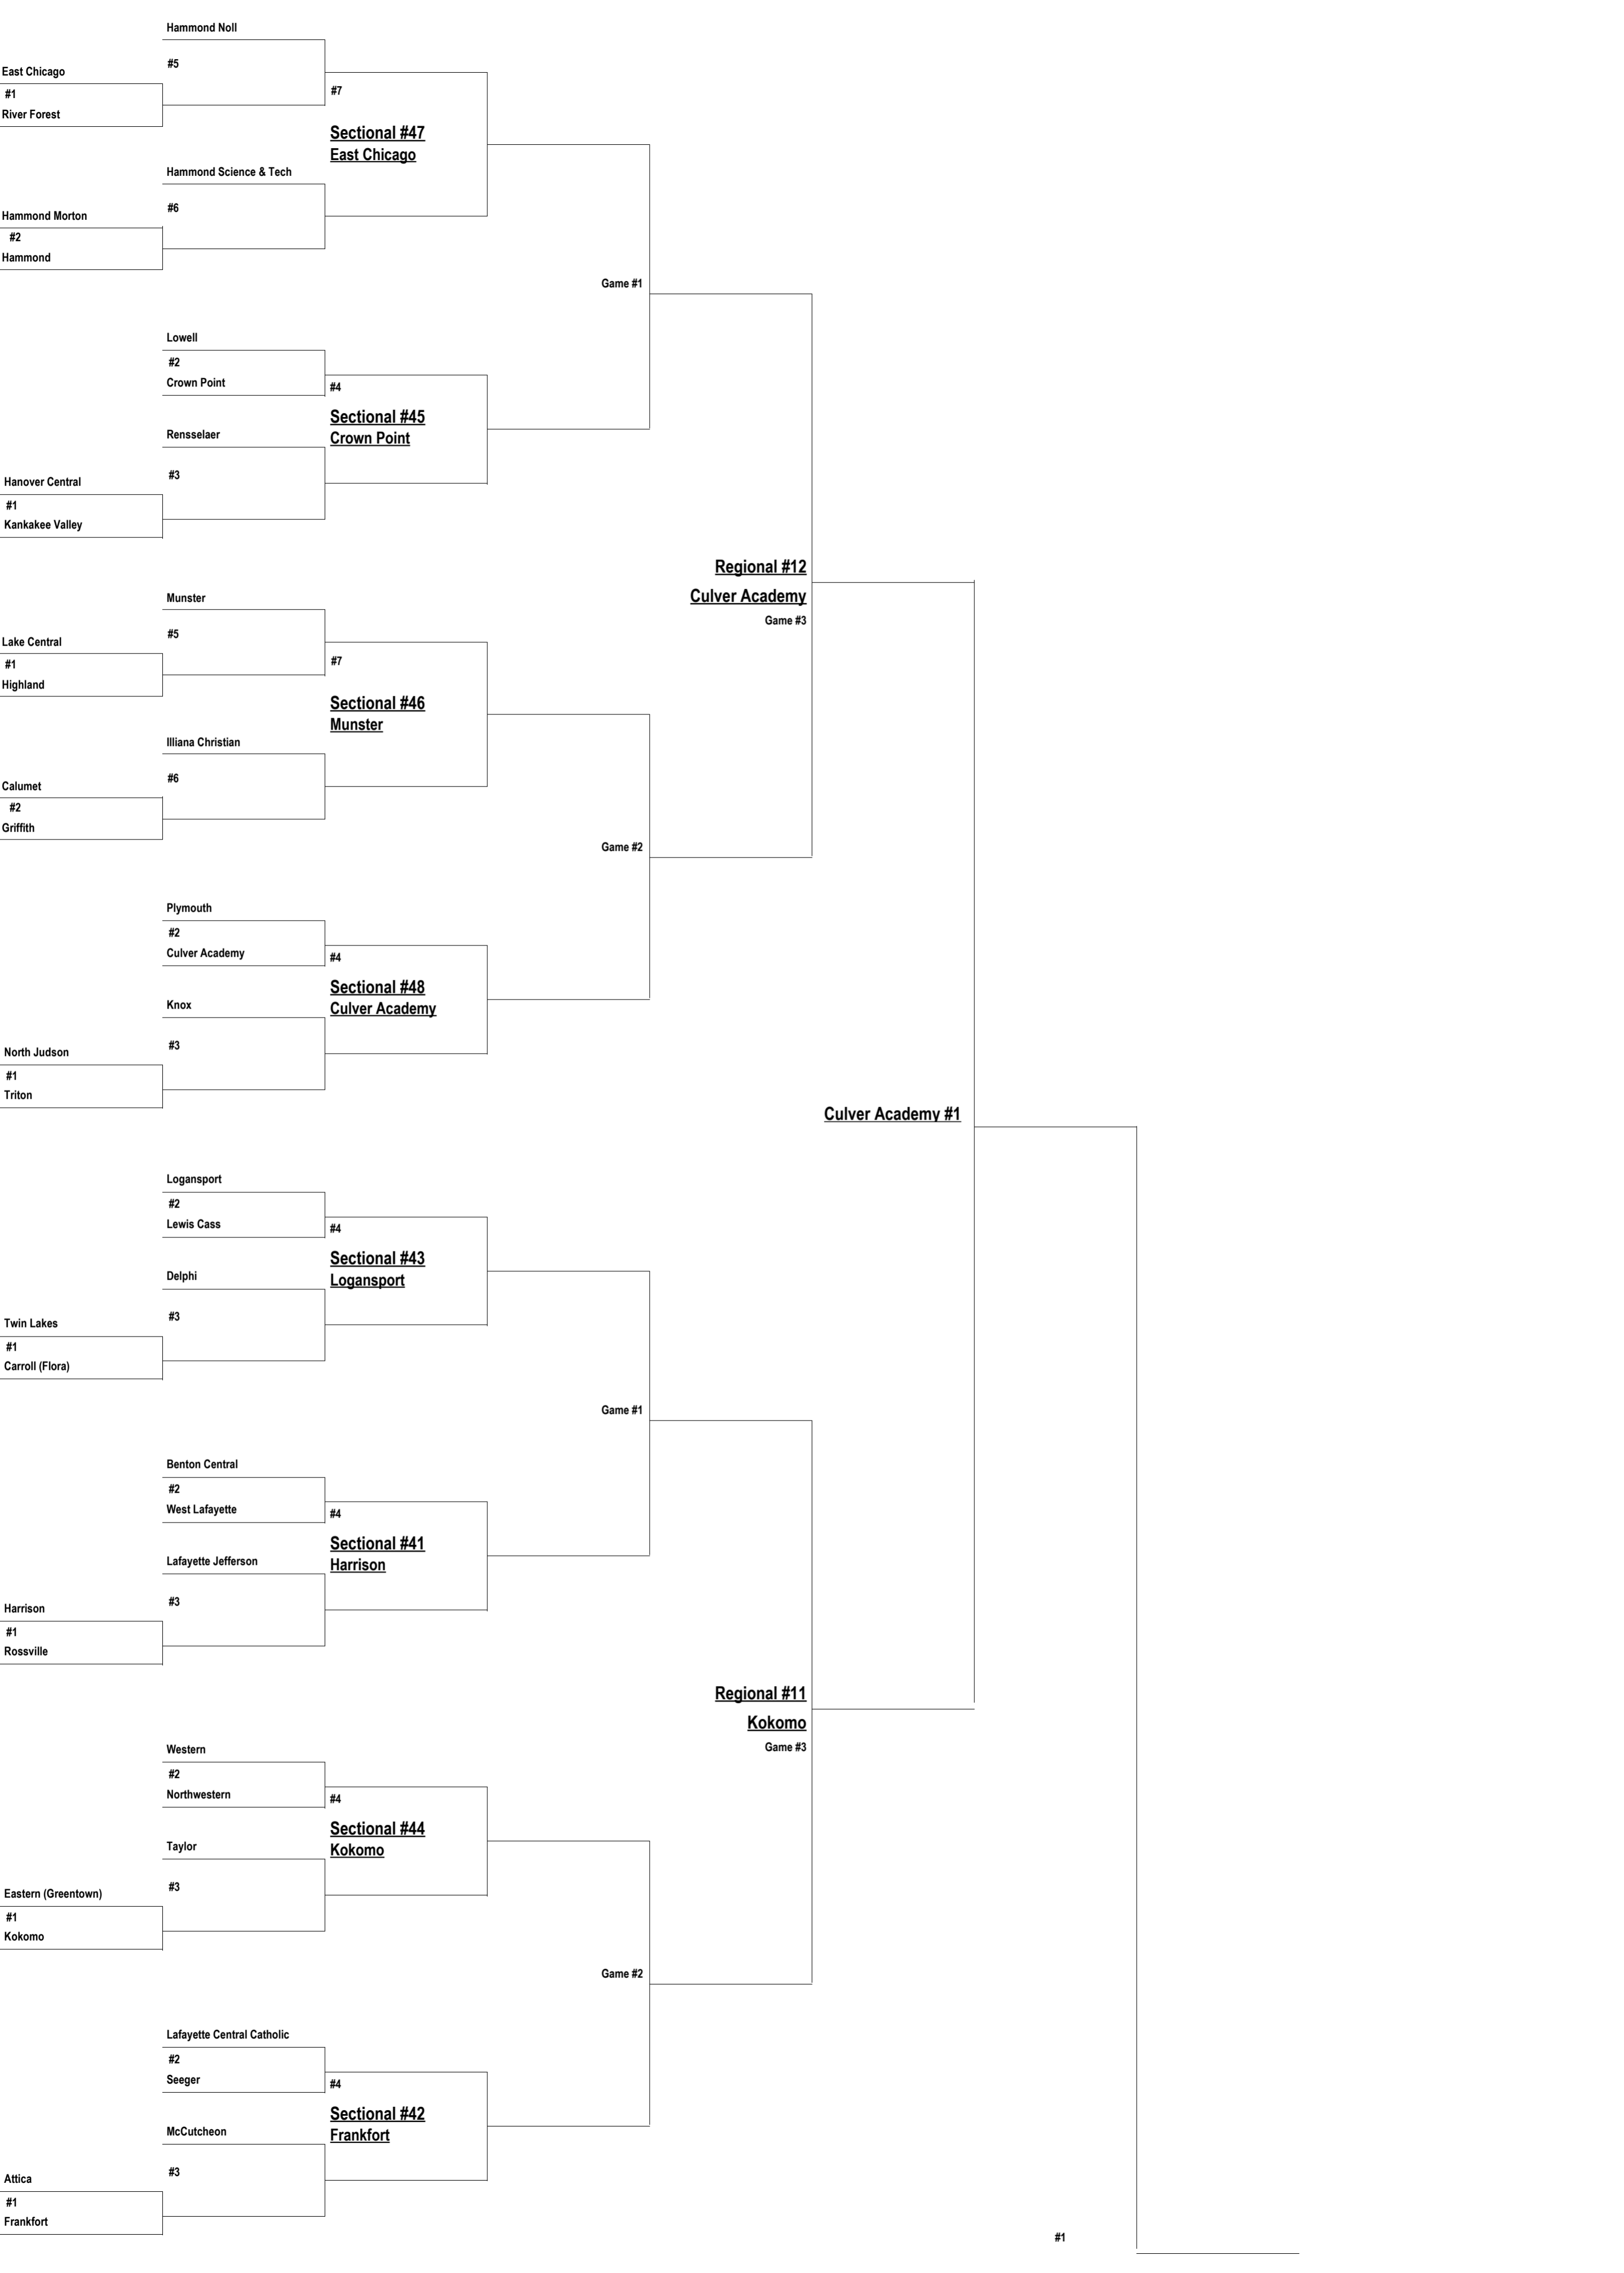 Hammond Noll
#5
East Chicago
#1
#7
River Forest
Sectional #47
East Chicago
Hammond Science & Tech
#6
Hammond Morton
#2
Hammond
Game #1
Lowell
#2
Crown Point
#4
Sectional #45
Crown Point
Rensselaer
#3
Hanover Central
#1
Kankakee Valley
Regional #12
Culver Academy
Game #3
Munster
#5
Lake Central
#1
#7
Highland
Sectional #46
Munster
Illiana Christian
#6
Calumet
#2
Griffith
Game #2
Plymouth
#2
Culver Academy
#4
Sectional #48
Culver Academy
Knox
#3
North Judson
#1
Triton
Culver Academy #1
Logansport
#2
Lewis Cass
#4
Sectional #43
Logansport
Delphi
#3
Twin Lakes
#1
Carroll (Flora)
Game #1
Benton Central
#2
West Lafayette
#4
Sectional #41
Harrison
Lafayette Jefferson
#3
Harrison
#1
Rossville
Regional #11
Kokomo
Game #3
Western
#2
Northwestern
#4
Sectional #44
Kokomo
Taylor
#3
Eastern (Greentown)
#1
Kokomo
Game #2
Lafayette Central Catholic
#2
Seeger
#4
Sectional #42
Frankfort
McCutcheon
#3
Attica
#1
Frankfort
#1